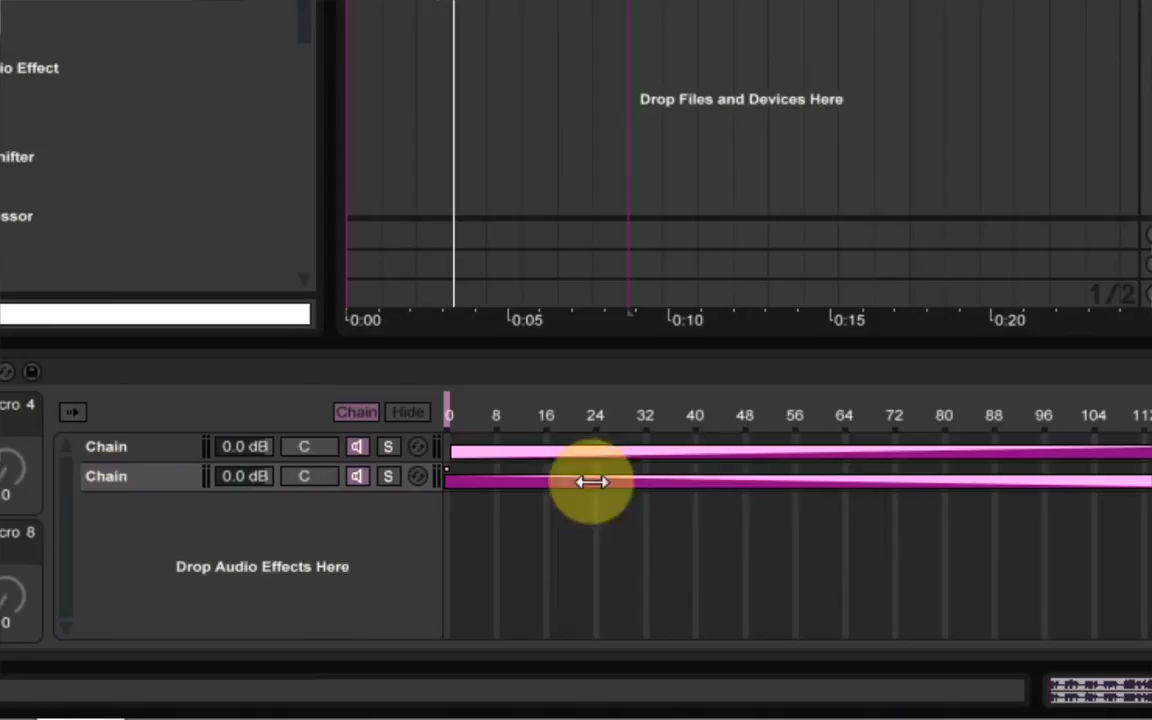 io Effect
Drop Files and Devices Here
nifter
ssor
1/2
0:00 0:05 0:10 0:15 0:20
cro 4
Chain Hide
0 8 16 24 32 40 48 56 64 72 80 88 96 104 112
Chain 0.0 dB C S
Chain 0.0 dB C S
0
cro 8
Drop Audio Effects Here
0